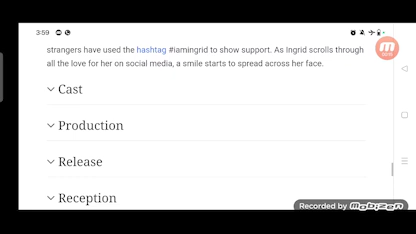 3:59
strangers have used the hashtag #iamingrid to show support. As Ingrid scrolls through
all the love for her on social media, a smile starts to spread across her face.
Cast
Production
Release
Reception
Recorded by Mobizen